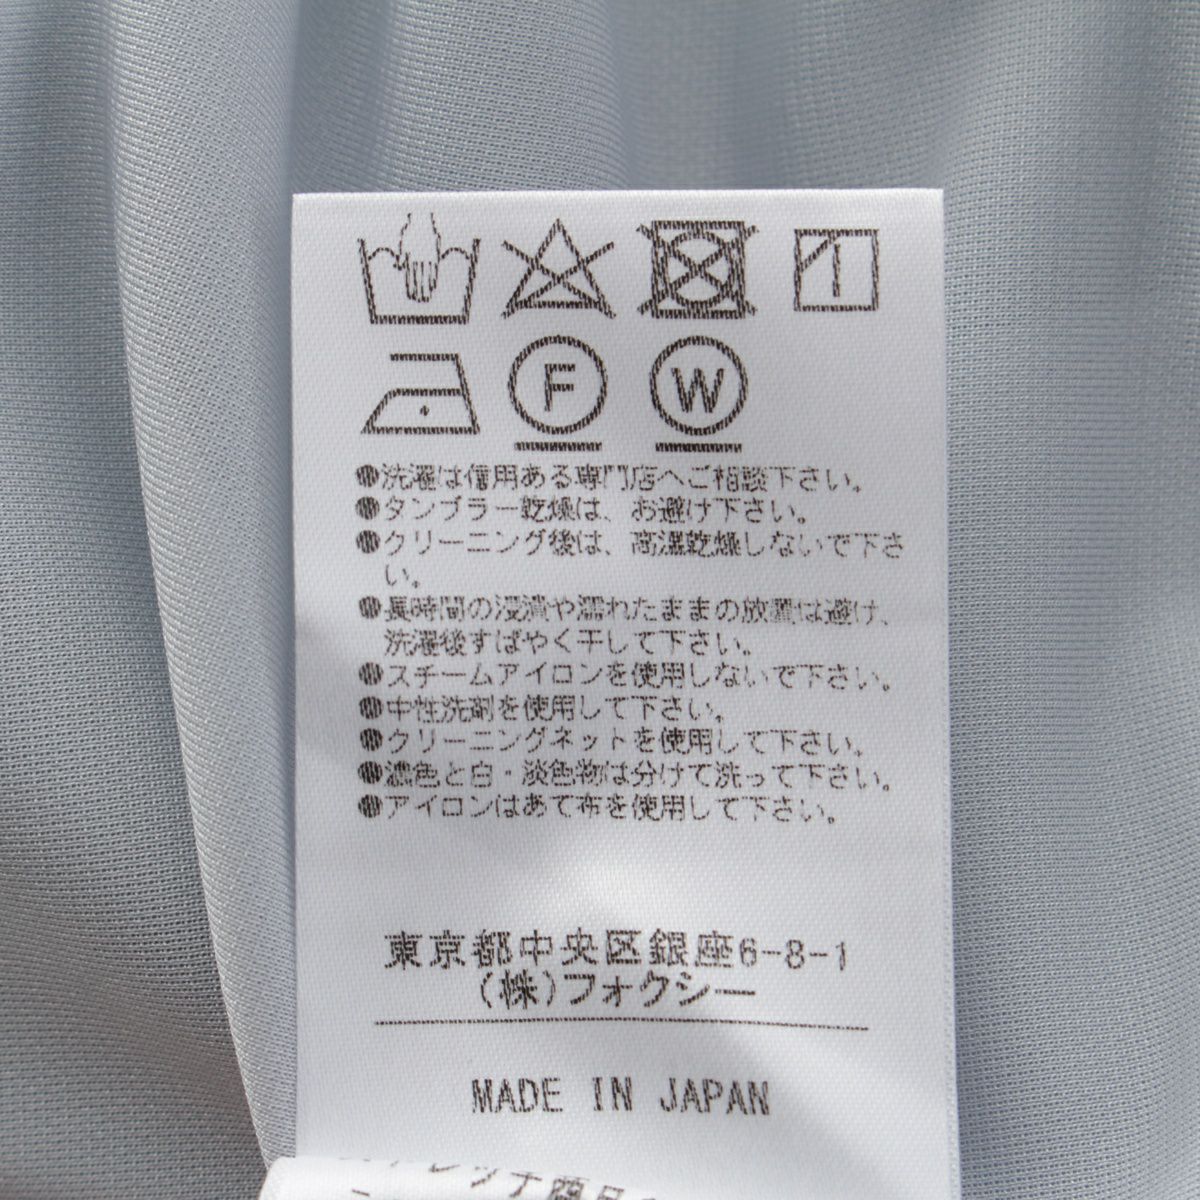 F W
●洗濯は信用ある専門店へご相談下さい。
●タンブラー乾燥は、お避け下さい。
●クリーニング後は、高温乾燥しないで下さ
い。
●長時間の浸漬や濡れたままの放置は避け、
洗濯後すばやく干して下さい。
●スチームアイロンを使用しないで下さい。
●中性洗剤を使用して下さい。
●クリーニングネットを使用して下さい。
●濃色と白・淡色物は分けて洗って下さい。
●アイロンはあて布を使用して下さい。
東京都中央区銀座6-8-1
(株)フォクシー
MADE IN JAPAN